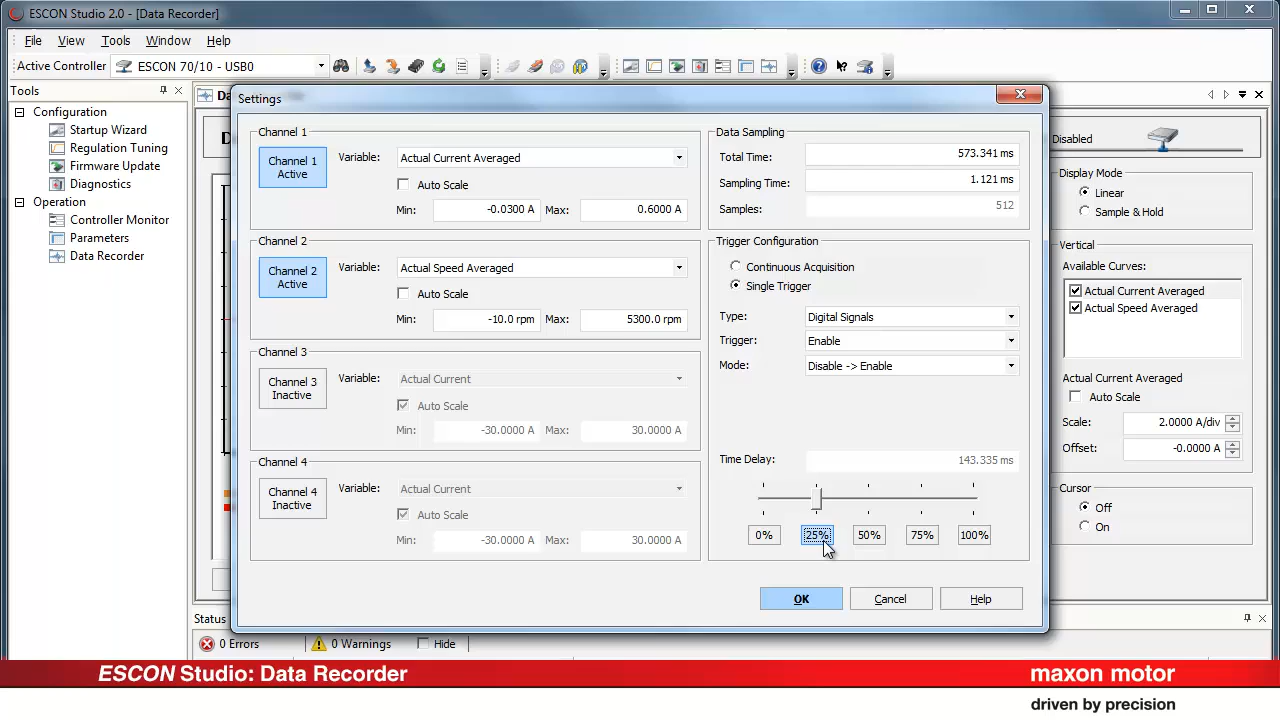 ESCON Studio 2.0 - [Data Recorder]
File View Tools Window Help
Active Controller ESCON 70/10 - USB0
Tools
Configuration
Startup Wizard
Regulation Tuning
Firmware Update
Diagnostics
Operation
Controller Monitor
Parameters
Data Recorder
Settings
Channel 1
Channel 1 Active
Variable: Actual Current Averaged
Auto Scale
Min: -0.0300 A Max: 0.6000 A
Channel 2
Channel 2 Active
Variable: Actual Speed Averaged
Auto Scale
Min: -10.0 rpm Max: 5300.0 rpm
Channel 3
Channel 3 Inactive
Variable: Actual Current
Auto Scale
Min: -30.0000 A Max: 30.0000 A
Channel 4
Channel 4 Inactive
Variable: Actual Current
Auto Scale
Min: -30.0000 A Max: 30.0000 A
Data Sampling
Total Time: 573.341 ms
Sampling Time: 1.121 ms
Samples: 512
Trigger Configuration
Continuous Acquisition
Single Trigger
Type: Digital Signals
Trigger: Enable
Mode: Disable -> Enable
Time Delay: 143.335 ms
0% 25% 50% 75% 100%
OK Cancel Help
Disabled
Display Mode
Linear
Sample & Hold
Vertical
Available Curves:
Actual Current Averaged
Actual Speed Averaged
Actual Current Averaged
Auto Scale
Scale: 2.0000 A/div
Offset: -0.0000 A
Cursor
Off
On
Status
0 Errors 0 Warnings Hide
ESCON Studio: Data Recorder
maxon motor
driven by precision